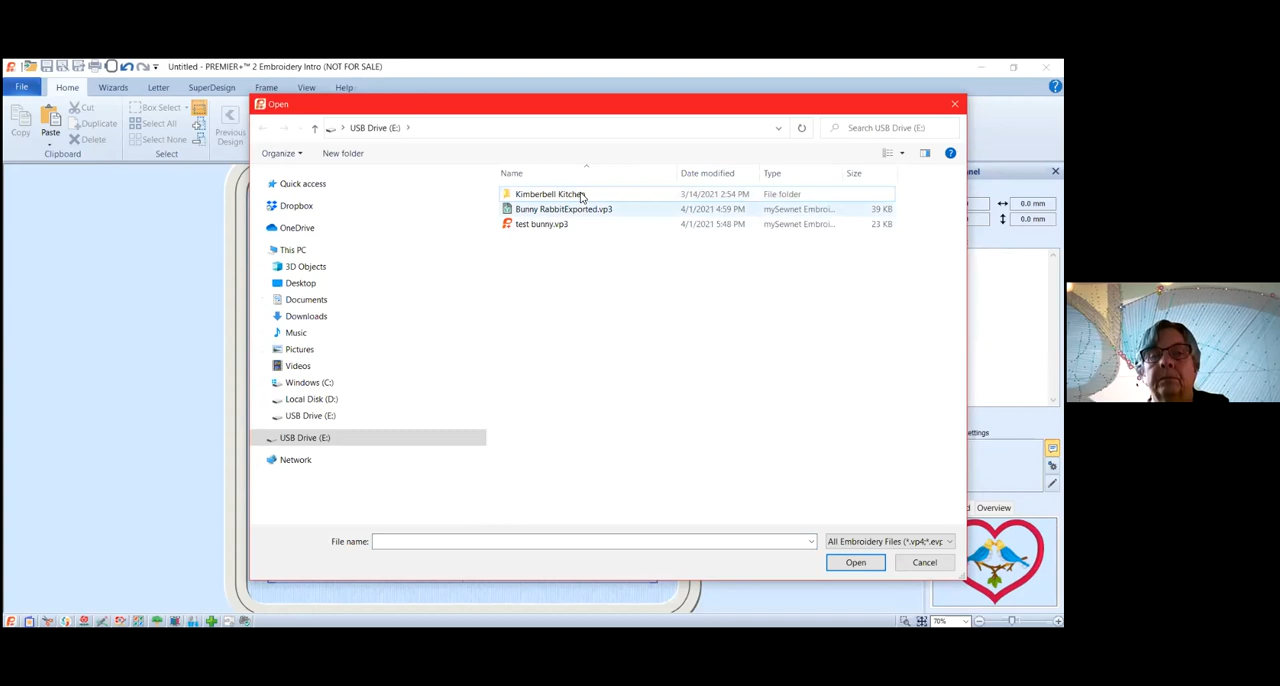 Untitled - PREMIER+™ 2 Embroidery Intro (NOT FOR SALE)
File Home Wizards Letter SuperDesign Frame View Help
Copy Paste Cut Duplicate Delete
Clipboard
Box Select Select All Select None
Select
Previous Design
Open
USB Drive (E:)
Search USB Drive (E:)
Organize New folder
Name Date modified Type Size
Kimberbell Kitchen 3/14/2021 2:54 PM File folder
Bunny RabbitExported.vp3 4/1/2021 4:59 PM mySewnet Embroi... 39 KB
test bunny.vp3 4/1/2021 5:48 PM mySewnet Embroi... 23 KB
Quick access
Dropbox
OneDrive
This PC
3D Objects
Desktop
Documents
Downloads
Music
Pictures
Videos
Windows (C:)
Local Disk (D:)
USB Drive (E:)
USB Drive (E:)
Network
File name:
All Embroidery Files (*.vp4;*.evp
Open Cancel
0.0 mm
0.0 mm
Overview
70%